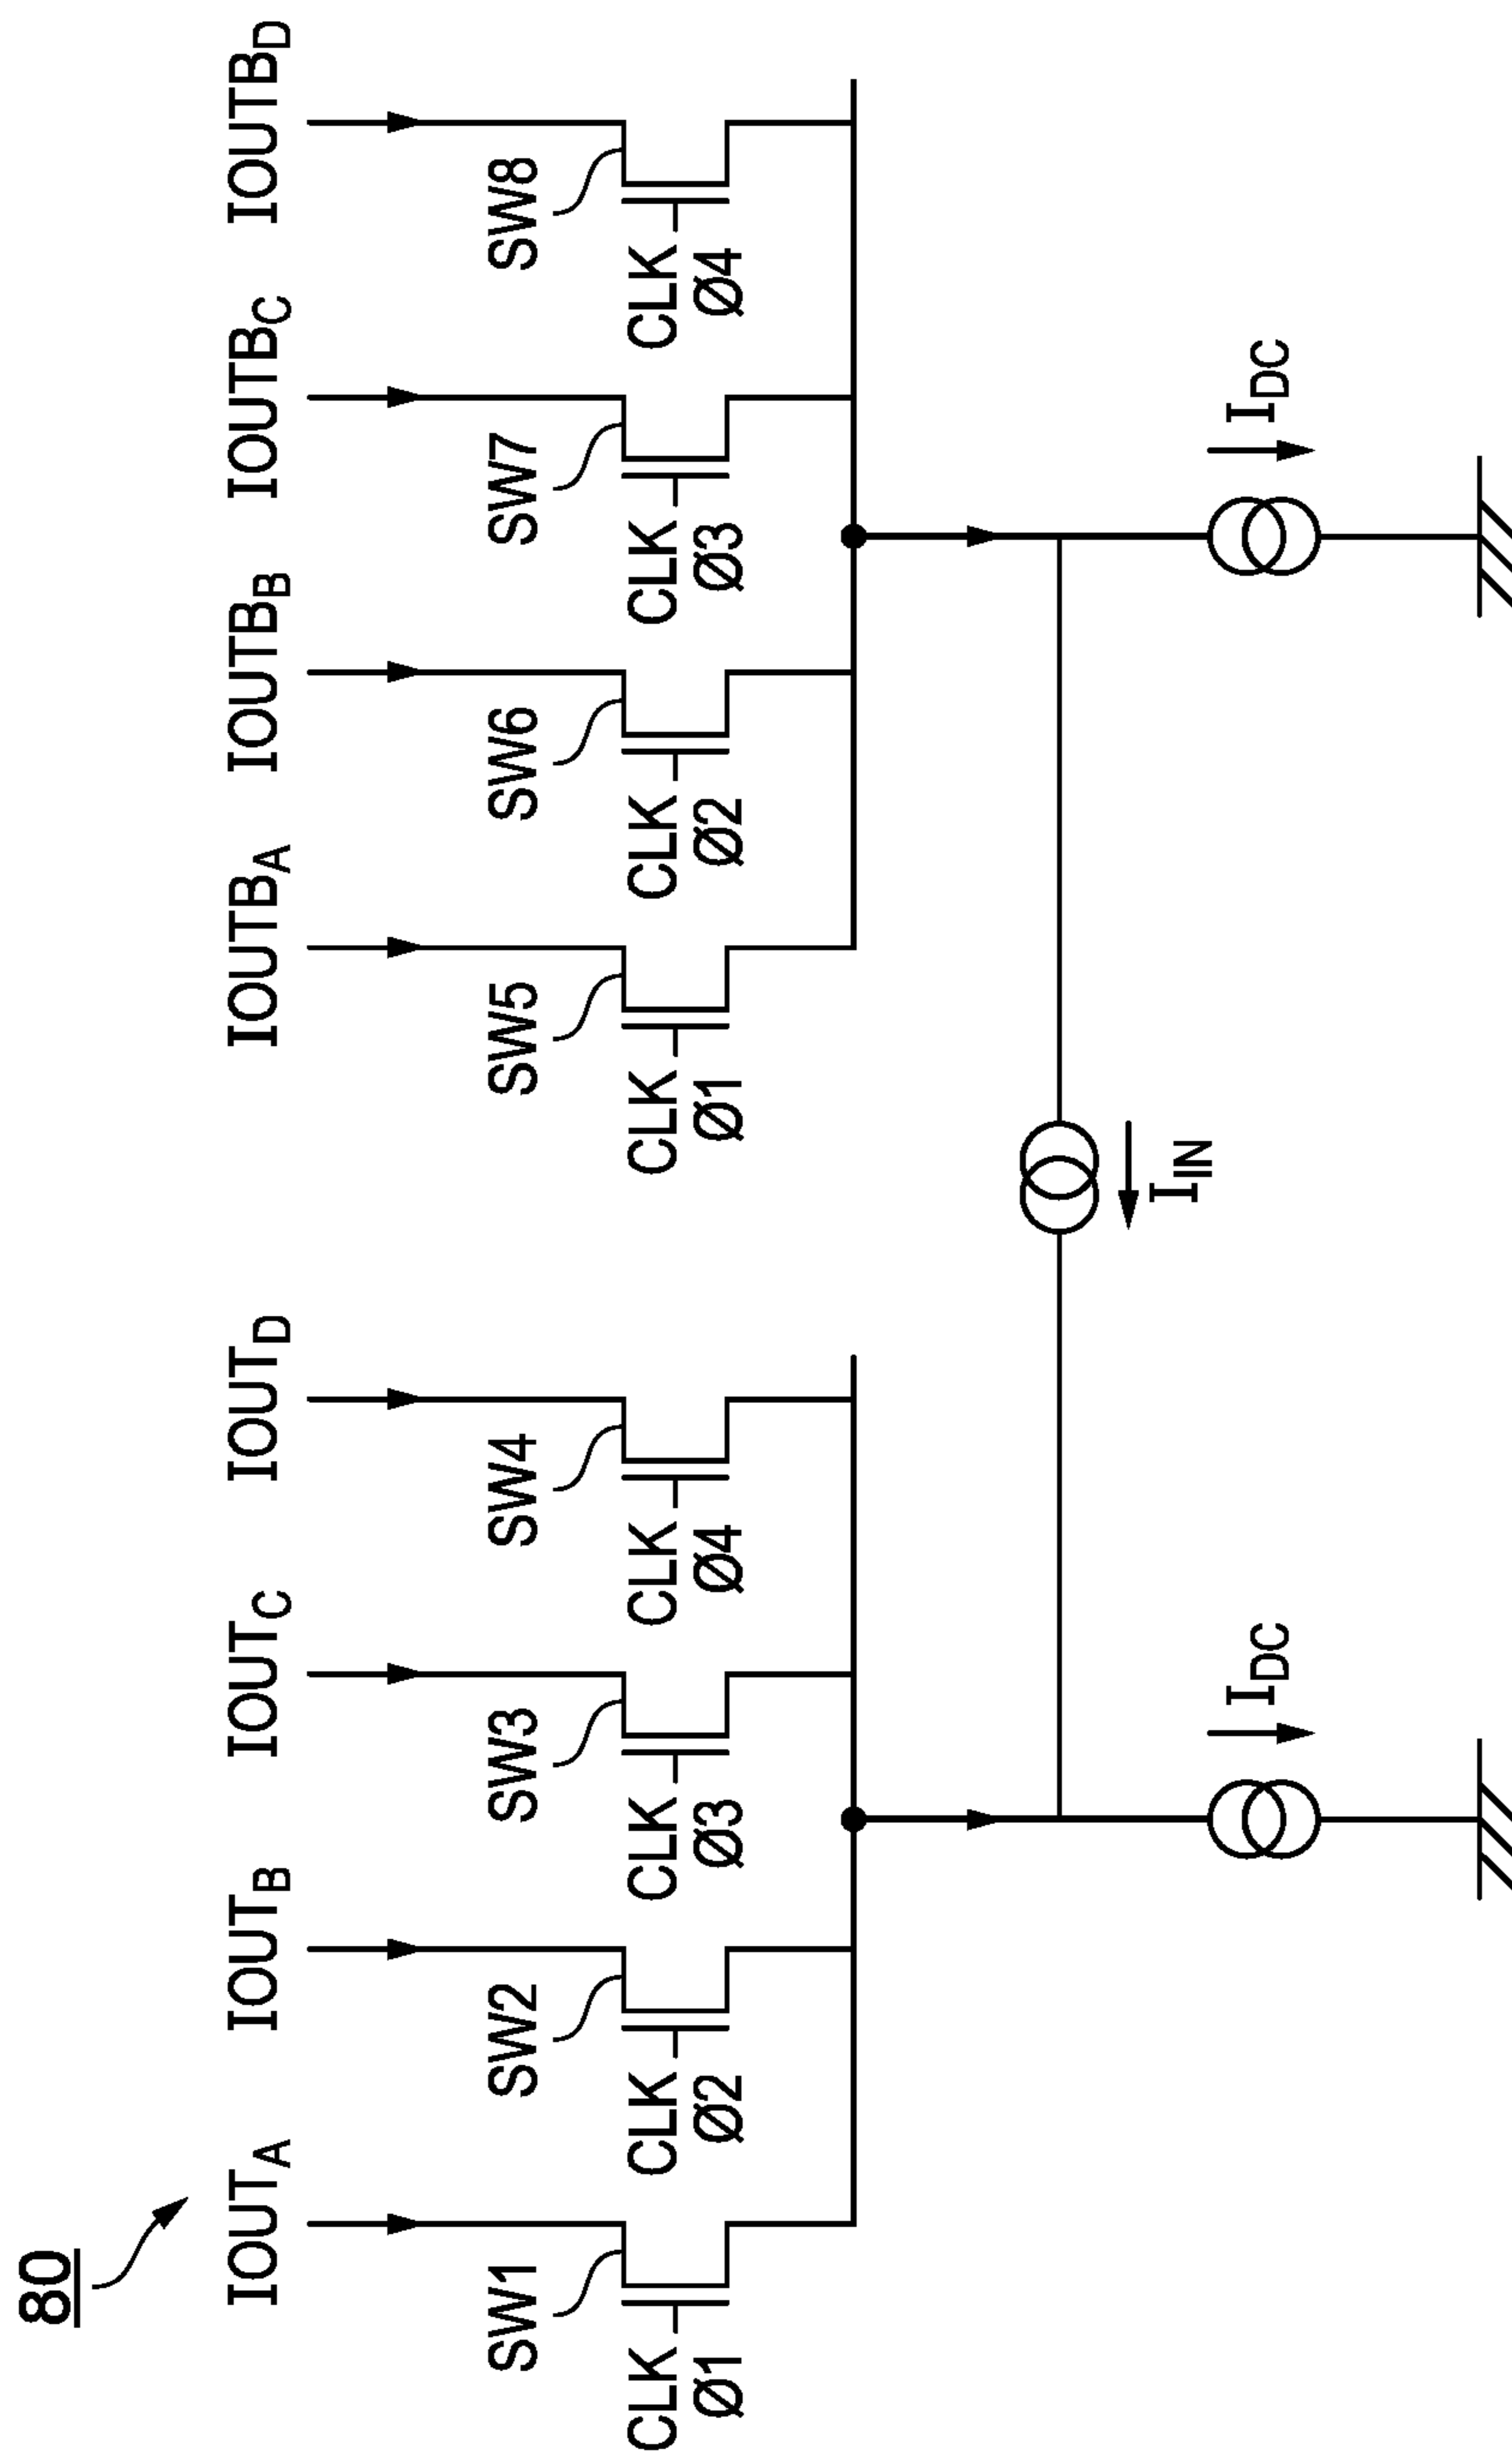 80
IOUT_A IOUT_B IOUT_C IOUT_D IOUTB_A IOUTB_B IOUTB_C IOUTB_D
SW1 SW2 SW3 SW4 SW5 SW6 SW7 SW8
CLK CLK CLK CLK CLK CLK CLK CLK
Ø1 Ø2 Ø3 Ø4 Ø1 Ø2 Ø3 Ø4
I_IN
I_DC I_DC